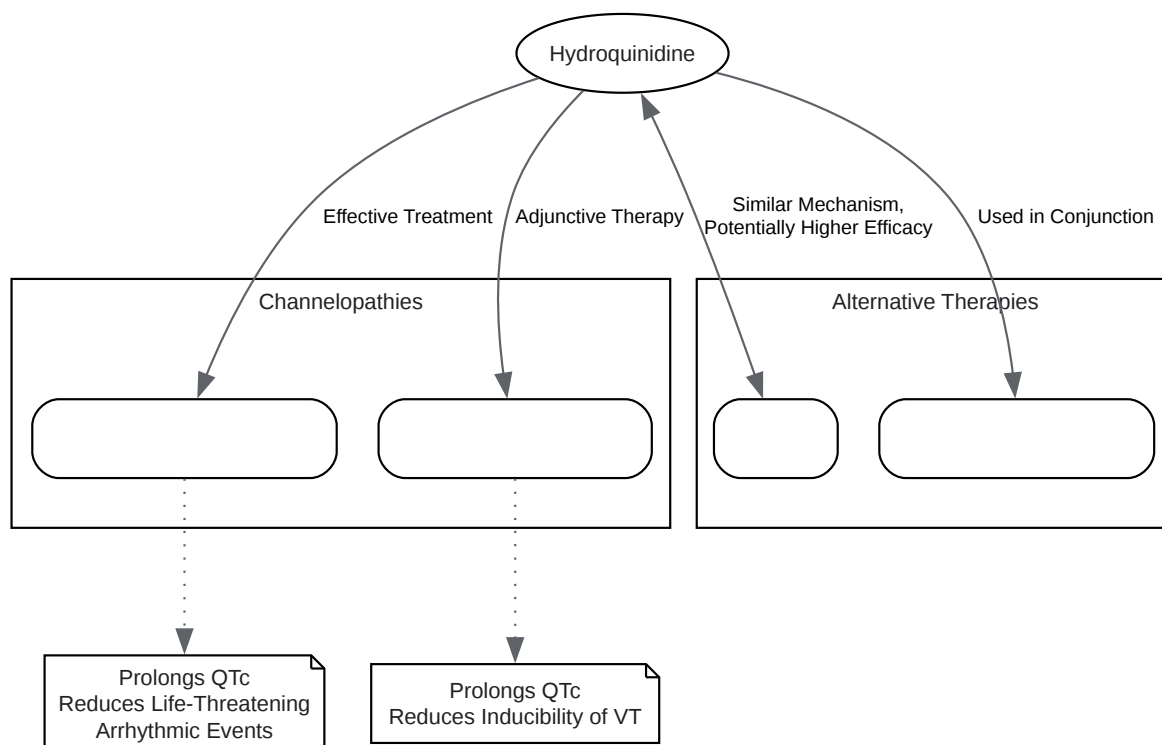 Hydroquinidine
Effective Treatment
Adjunctive Therapy
Similar Mechanism,
Potentially Higher Efficacy
Used in Conjunction
Channelopathies
Alternative Therapies
Prolongs QTc
Reduces Life-Threatening
Arrhythmic Events
Prolongs QTc
Reduces Inducibility of VT